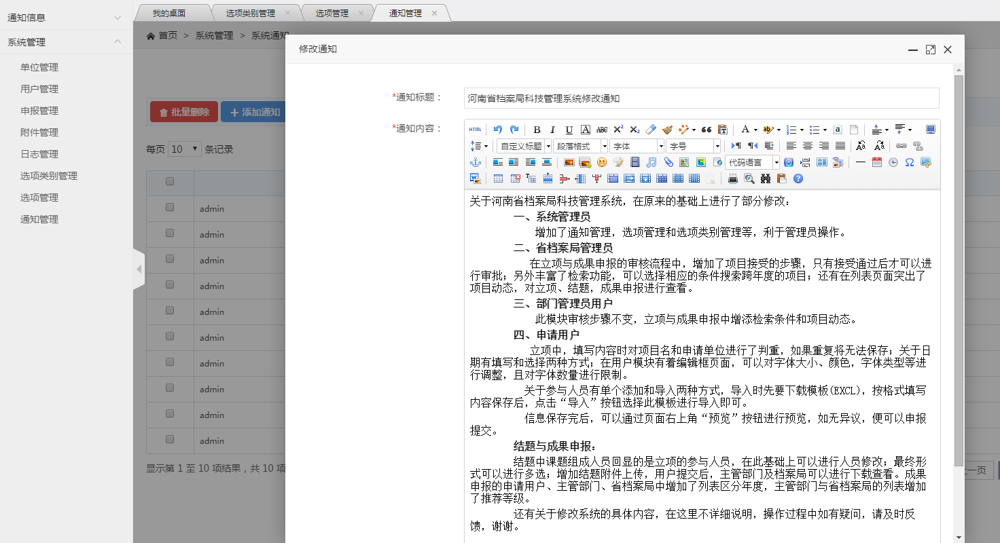 通知信息
系统管理
单位管理
用户管理
申报管理
附件管理
日志管理
选项类别管理
选项管理
通知管理
我的桌面
选项类别管理
选项管理
通知管理
首页 > 系统管理 > 系统通知
批量删除
添加通知
每页 10 条记录
admin
admin
admin
admin
admin
admin
admin
admin
admin
admin
显示第 1 至 10 项结果，共 10 项
修改通知
*通知标题：
河南省档案局科技管理系统修改通知
*通知内容：
HTML
自定义标题
段落格式
字体
字号
代码语言
关于河南省档案局科技管理系统，在原来的基础上进行了部分修改：
一、系统管理员
增加了通知管理，选项管理和选项类别管理等，利于管理员操作。
二、省档案局管理员
在立项与成果申报的审核流程中，增加了项目接受的步骤，只有接受通过后才可以进
行审批；另外丰富了检索功能，可以选择相应的条件搜索跨年度的项目；还有在列表页面突出了
项目动态，对立项、结题，成果申报进行查看。
三、部门管理员用户
此模块审核步骤不变，立项与成果申报中增添检索条件和项目动态。
四、申请用户
立项中，填写内容时对项目名和申请单位进行了判重，如果重复将无法保存；关于日
期有填写和选择两种方式；在用户模块有着编辑框页面，可以对字体大小、颜色，字体类型等进
行调整，且对字体数量进行限制。
关于参与人员有单个添加和导入两种方式，导入时先要下载模板(EXCL)，按格式填写
内容保存后，点击“导入”按钮选择此模板进行导入即可。
信息保存完后，可以通过页面右上角“预览”按钮进行预览，如无异议，便可以申报
提交。
结题与成果申报：
结题中课题组成人员回显的是立项的参与人员，在此基础上可以进行人员修改；最终形
式可以进行多选；增加结题附件上传，用户提交后，主管部门及档案局可以进行下载查看。成果
申报的申请用户、主管部门、省档案局中增加了列表区分年度，主管部门与省档案局的列表增加
了推荐等级。
还有关于修改系统的具体内容，在这里不详细说明，操作过程中如有疑问，请及时反
馈，谢谢。
一页